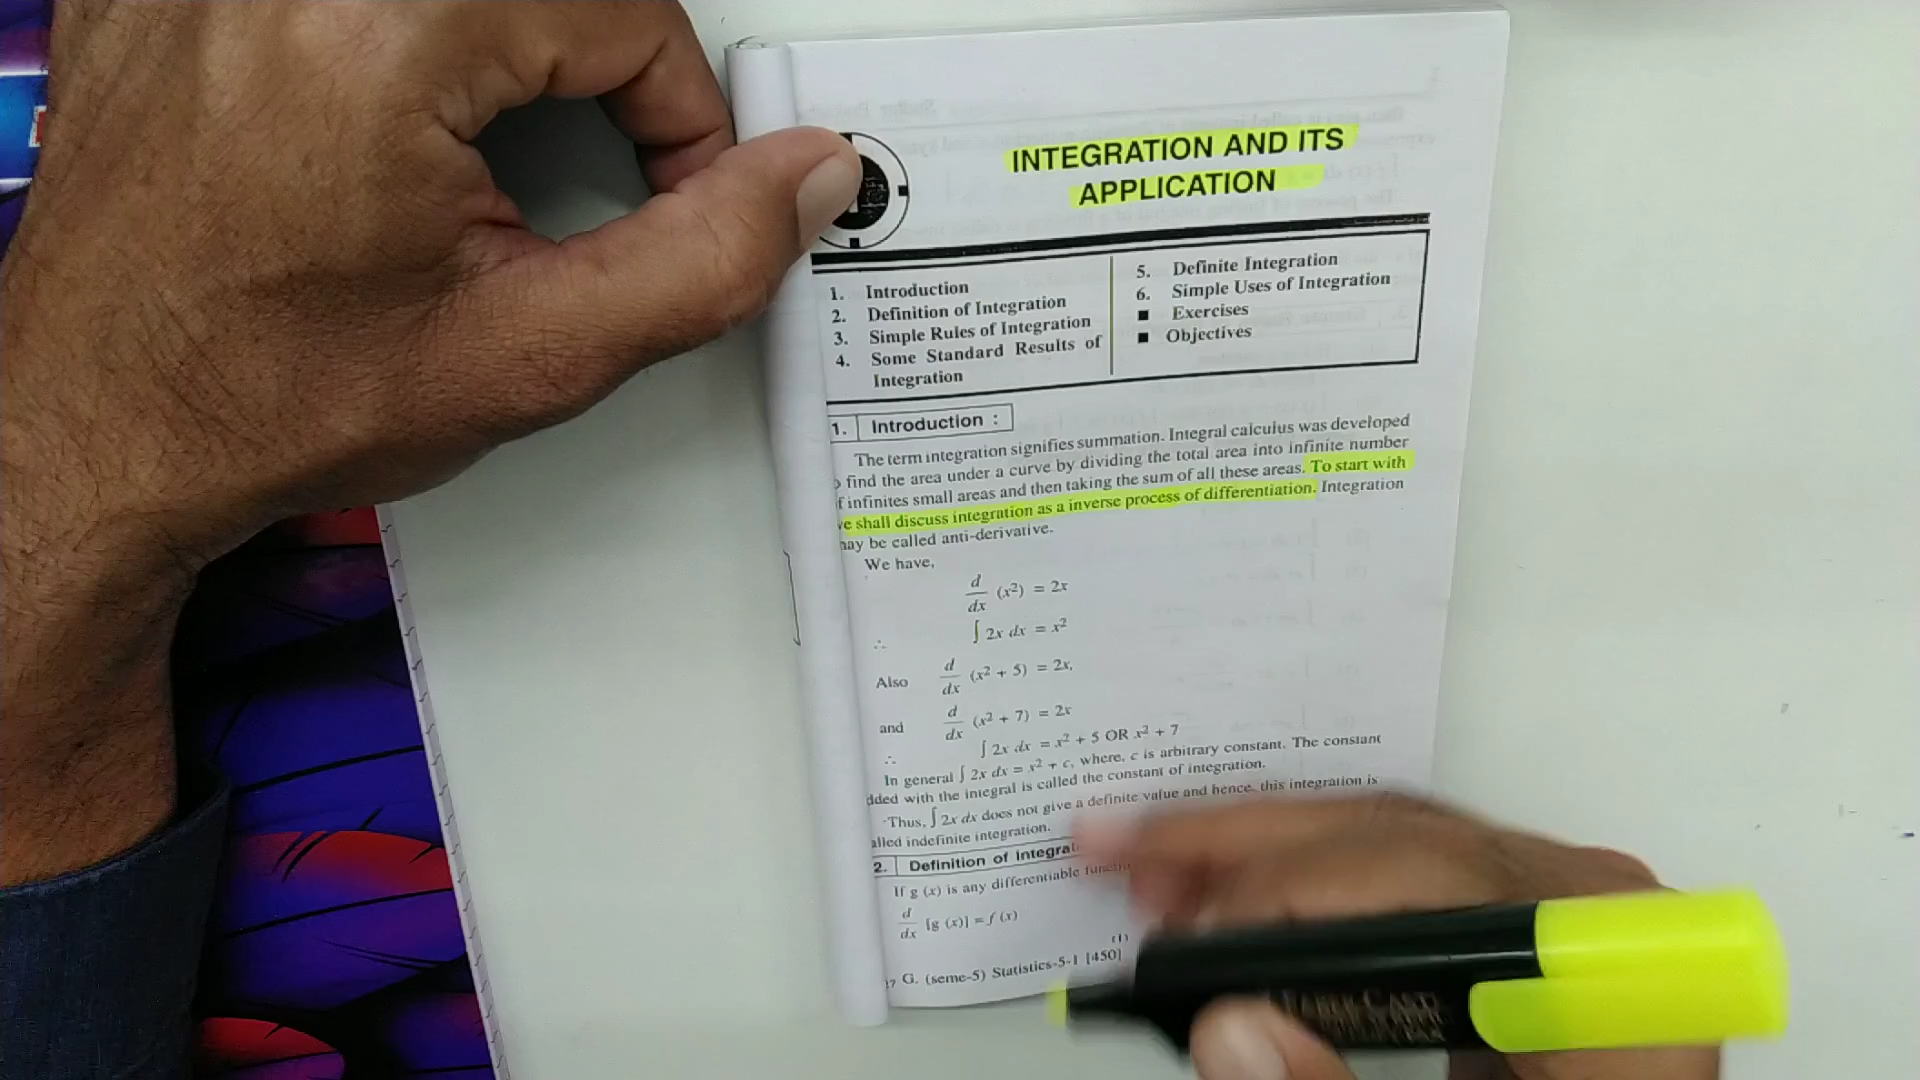 INTEGRATION AND ITS
APPLICATION
1. Introduction
2. Definition of Integration
3. Simple Rules of Integration
4. Some Standard Results of
Integration
5. Definite Integration
6. Simple Uses of Integration
■ Exercises
■ Objectives
1. Introduction :
The term integration signifies summation. Integral calculus was developed
find the area under a curve by dividing the total area into infinite number
f infinites small areas and then taking the sum of all these areas. To start with
e shall discuss integration as a inverse process of differentiation. Integration
ay be called anti-derivative.
We have,
d/dx (x²) = 2x
∴ ∫ 2x dx = x²
Also d/dx (x² + 5) = 2x,
and d/dx (x² + 7) = 2x
∴ ∫ 2x dx = x² + 5 OR x² + 7
In general ∫ 2x dx = x² + c, where, c is arbitrary constant. The constant
dded with the integral is called the constant of integration.
Thus, ∫ 2x dx does not give a definite value and hence, this integration is
alled indefinite integration.
2. Definition of Integrat
If g (x) is any differentiable
d/dx [g (x)] = f (x)
(1)
G. (seme-5) Statistics-5-1 [450]